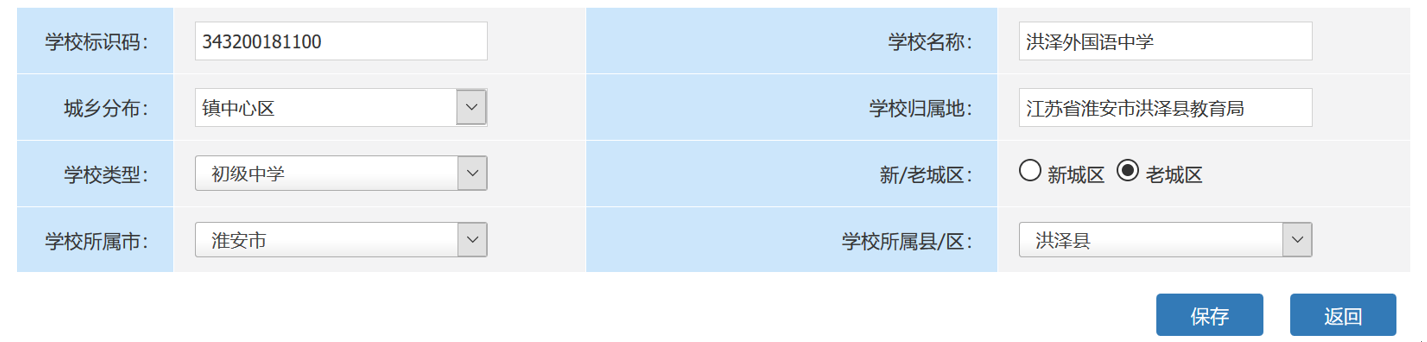 学校标识码： 343200181100 学校名称： 洪泽外国语中学
城乡分布： 镇中心区 学校归属地： 江苏省淮安市洪泽县教育局
学校类型： 初级中学 新/老城区： 新城区 老城区
学校所属市： 淮安市 学校所属县/区： 洪泽县
保存 返回